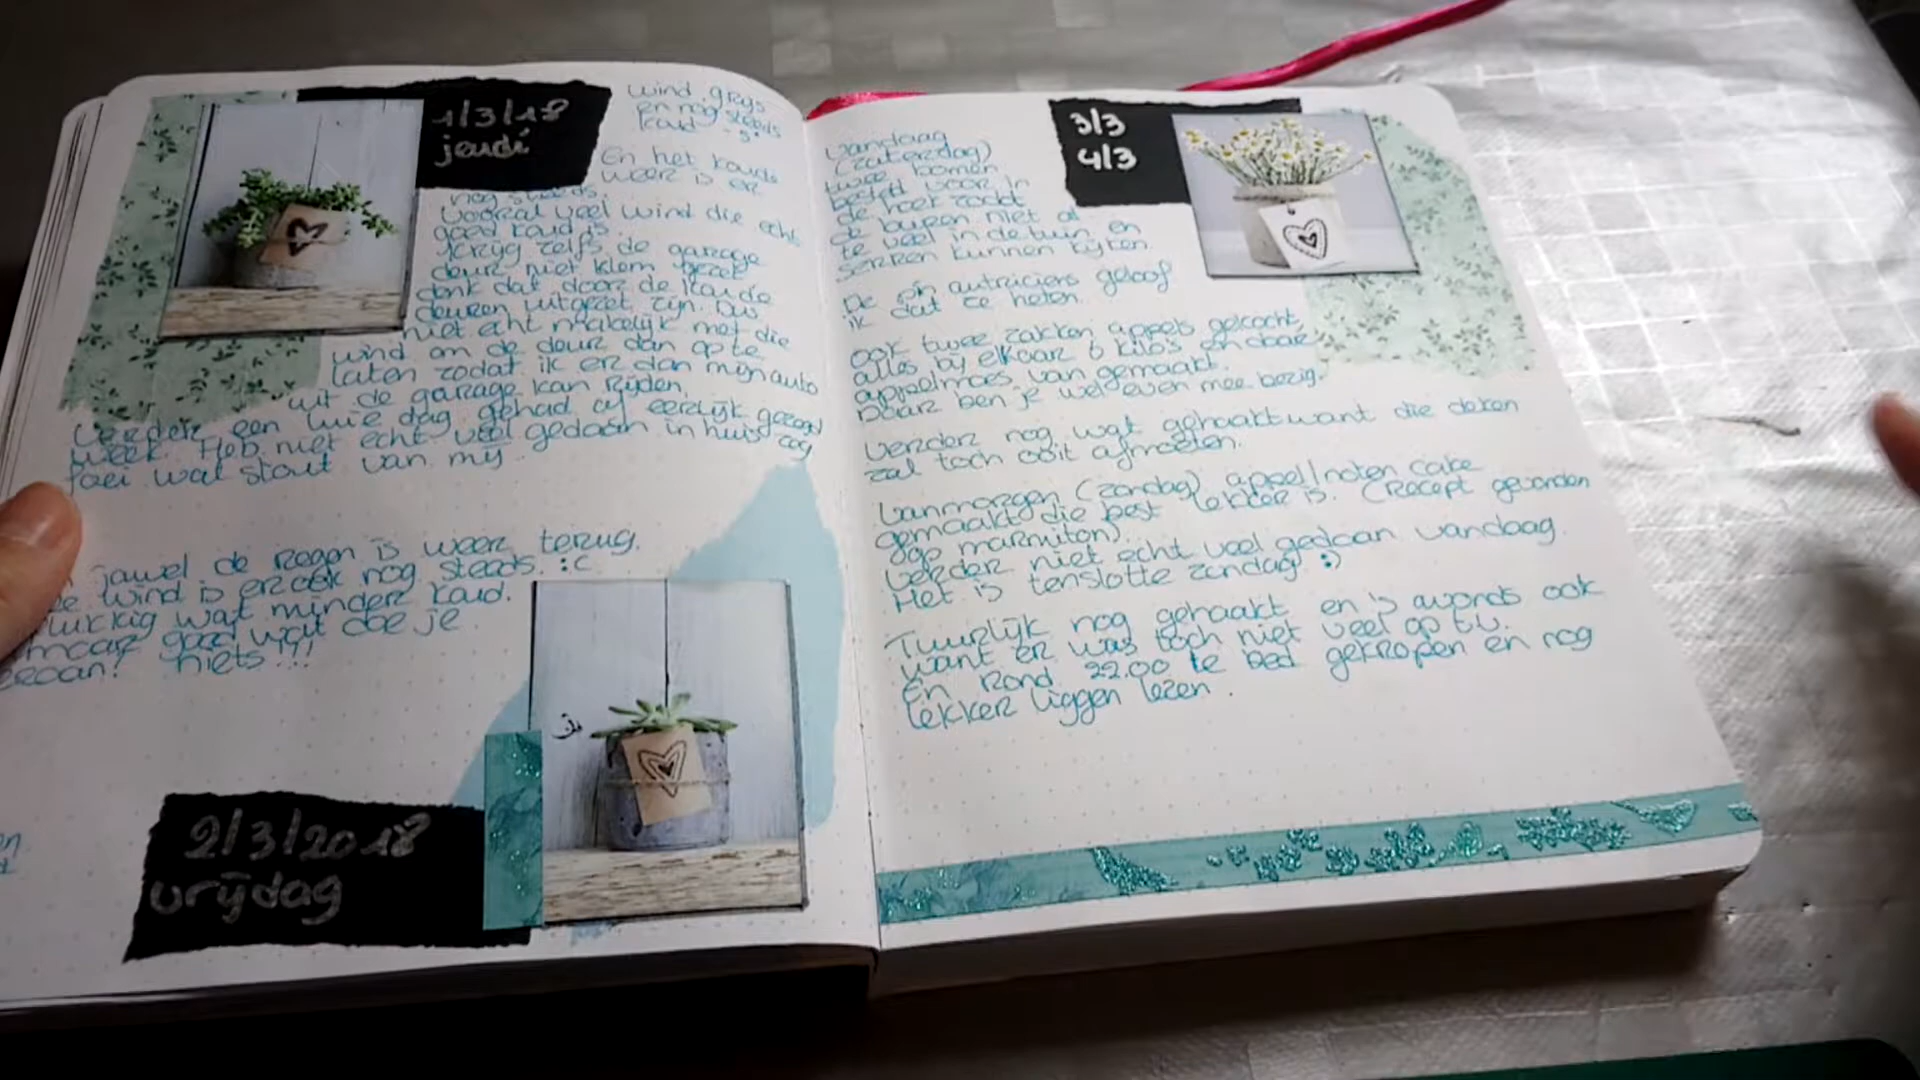 1/3/18
jeudi
wind, grijs
en nog steeds
koud -5°
En het koude
weer is er
nog steeds.
Vooral veel wind die echt
goed koud is.
Krijg zelfs de garage
deur niet
denk dat door de koude
deuren uitgezet zijn. Dus
niet echt makelijk met die
wind om de deur dan op te
laten zodat ik er dan mijn auto
uit de garage kan rijden.
Verder een luie dag gehad of eerlijk gezegd
week. Heb niet echt veel gedaan in huis
foei wat stout van mij
jawel de regen is weer terug.
de wind is er ook nog steeds. :c
lukkig wat minder koud.
maar goed wat doe je
eraan? niets!!!
2/3/2018
vrijdag
3/3
4/3
Vandaag
(zaterdag)
twee bomen
besteld voor in
de hoek zodat
de buren niet al
te veel in de tuin en
serren kunnen kijken.
De autriciers geloof
ik dat ze heten.
Ook twee zakken appels gekocht,
alles bij elkaar 6 kilo's en daar
appelmoes van gemaakt.
Daar ben je wel even mee bezig.
Verder nog wat gehaakt want die deken
zal toch ooit afmoeten.
Vanmorgen (zondag) appel/noten cake
gemaakt die best lekker is. (Recept gevonden
op marmiton)
Verder niet echt veel gedaan vandaag.
Het is tenslotte zondag :)
Tuurlijk nog gehaakt en 's avonds ook
want er was toch niet veel op t.v.
En rond 22.00 te bed gekropen en nog
lekker liggen lezen.